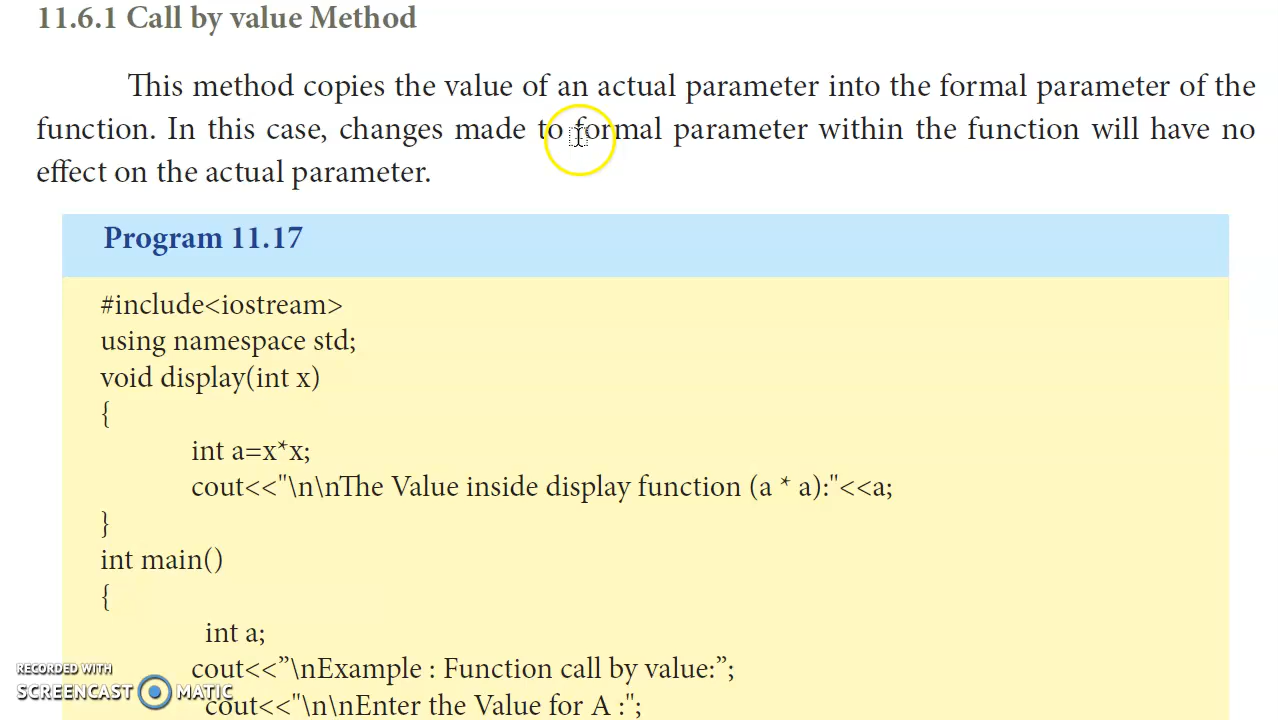 11.6.1 Call by value Method
This method copies the value of an actual parameter into the formal parameter of the
function. In this case, changes made to formal parameter within the function will have no
effect on the actual parameter.
Program 11.17
#include<iostream>
using namespace std;
void display(int x)
{
int a=x*x;
cout<<"\n\nThe Value inside display function (a * a):"<<a;
}
int main()
{
int a;
cout<<”\nExample : Function call by value:”;
cout<<"\n\nEnter the Value for A :";
RECORDED WITH
SCREENCAST MATIC